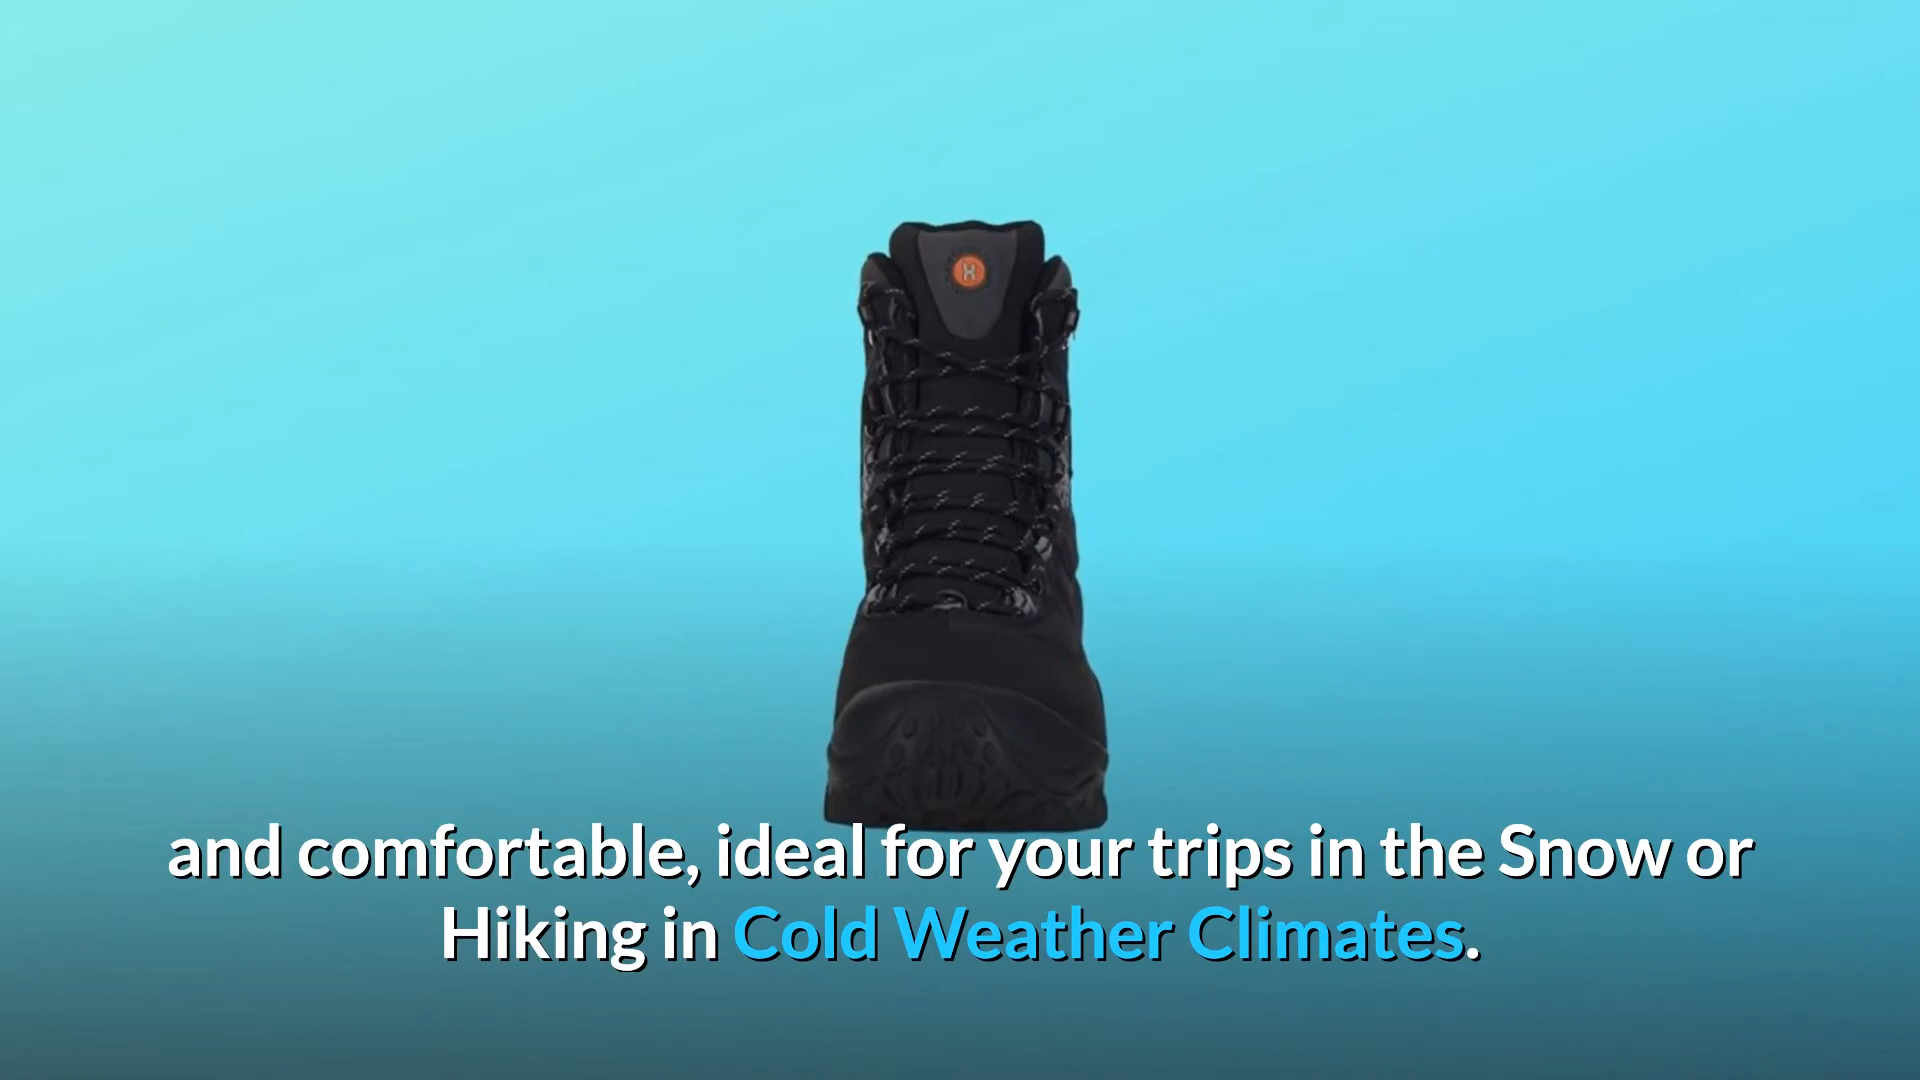 and comfortable, ideal for your trips in the Snow or
Hiking in Cold Weather Climates.